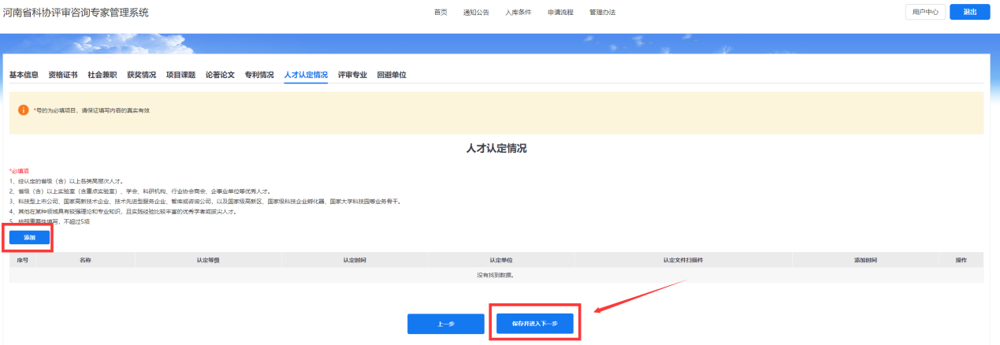 河南省科协评审咨询专家管理系统 首页 通知公告 入库条件 申请流程 管理办法 用户中心 退出
基本信息 资格证书 社会兼职 获奖情况 项目课题 论著论文 专利情况 人才认定情况 评审专业 回避单位
*号的为必填项目，请保证填写内容的真实有效
人才认定情况
*必填项
1、经认定的省级（含）以上各类高层次人才。
2、省级（含）以上实验室（含重点实验室）、学会、科研机构、行业协会商会、企事业单位等优秀人才。
3、科技型上市公司、国家高新技术企业、技术先进型服务企业、智库或咨询公司、以及国家级高新区、国家级科技企业孵化器、国家大学科技园等业务骨干。
4、其他在某种领域具有较强理论和专业知识，且实践经验比较丰富的优秀学者或拔尖人才。
5、按照重要性填写，不超过5项
添加
序号 名称 认定等级 认定时间 认定单位 认定文件扫描件 添加时间 操作
没有找到数据。
上一步 保存并进入下一步